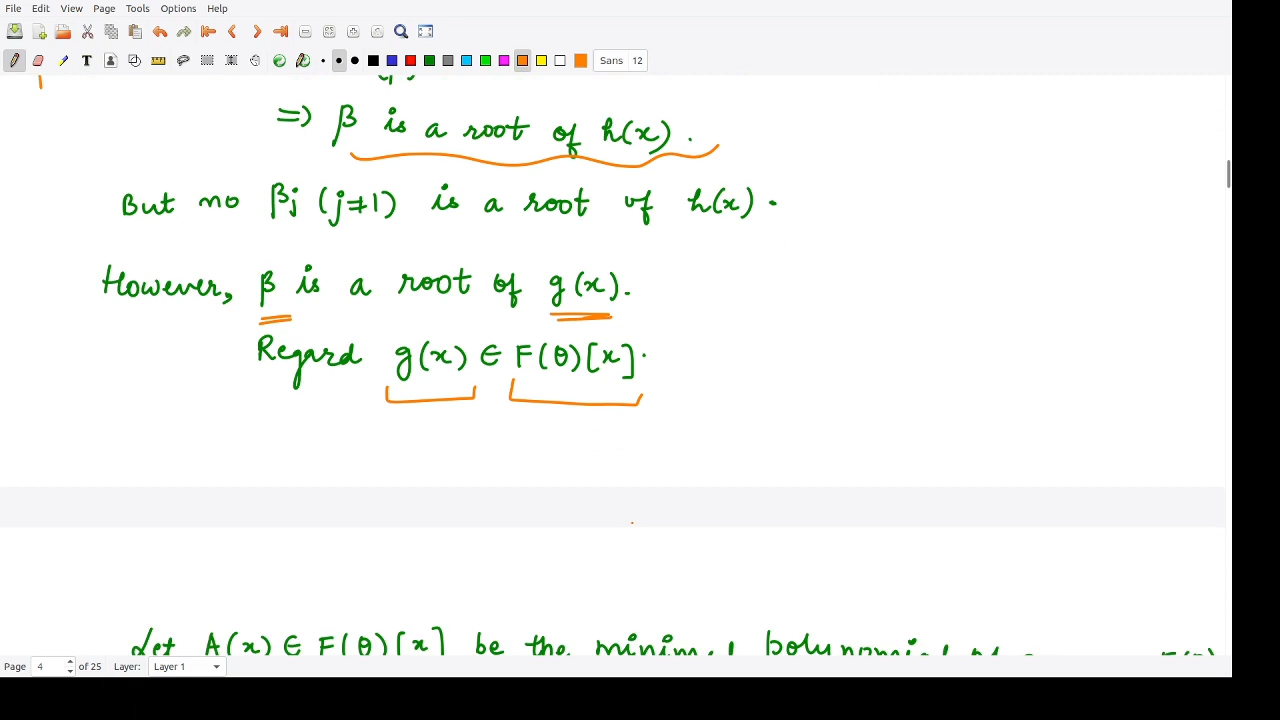 File Edit View Page Tools Options Help
T Sans 12
=> β is a root of h(x).
But no βj (j≠1) is a root of h(x).
However, β is a root of g(x).
Regard g(x) ∈ F(θ)[x].
Let A(x) ∈ F(θ)[x] be the minimal polynomial
Page 4 of 25 Layer: Layer 1